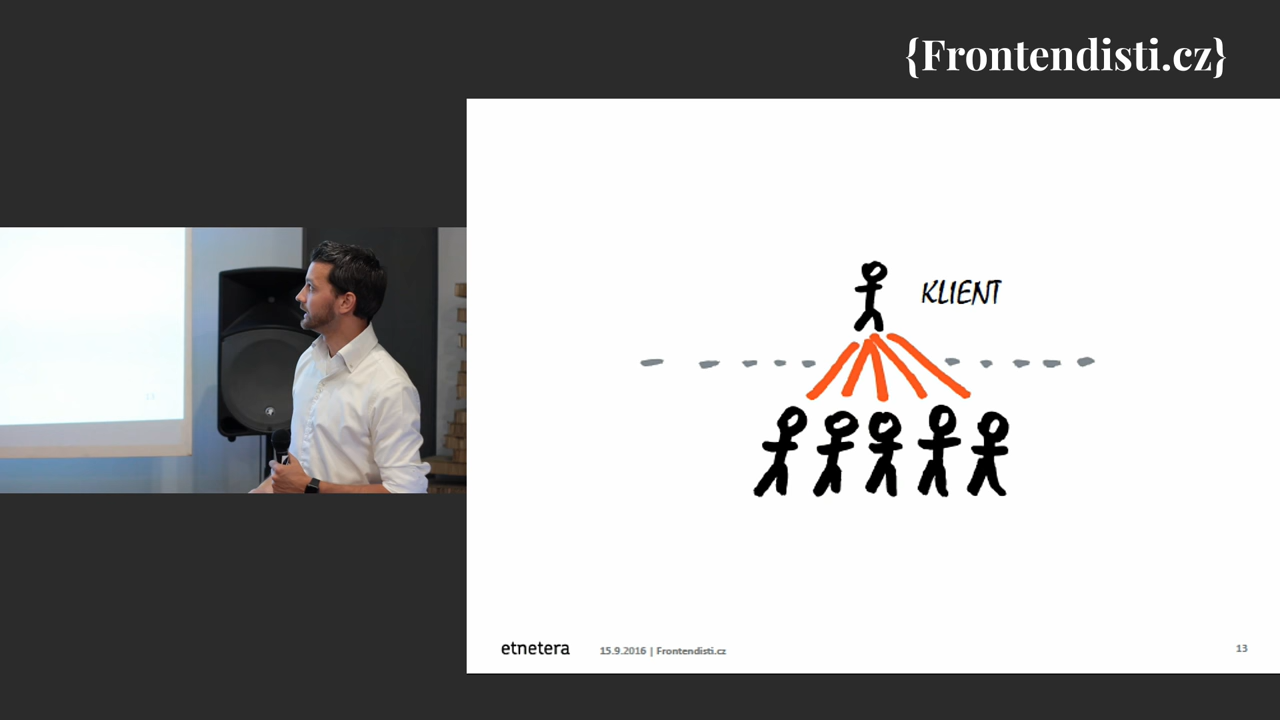 {Frontendisti.cz}
KLIENT
etnetera
15.9.2016 | Frontendisti.cz
13